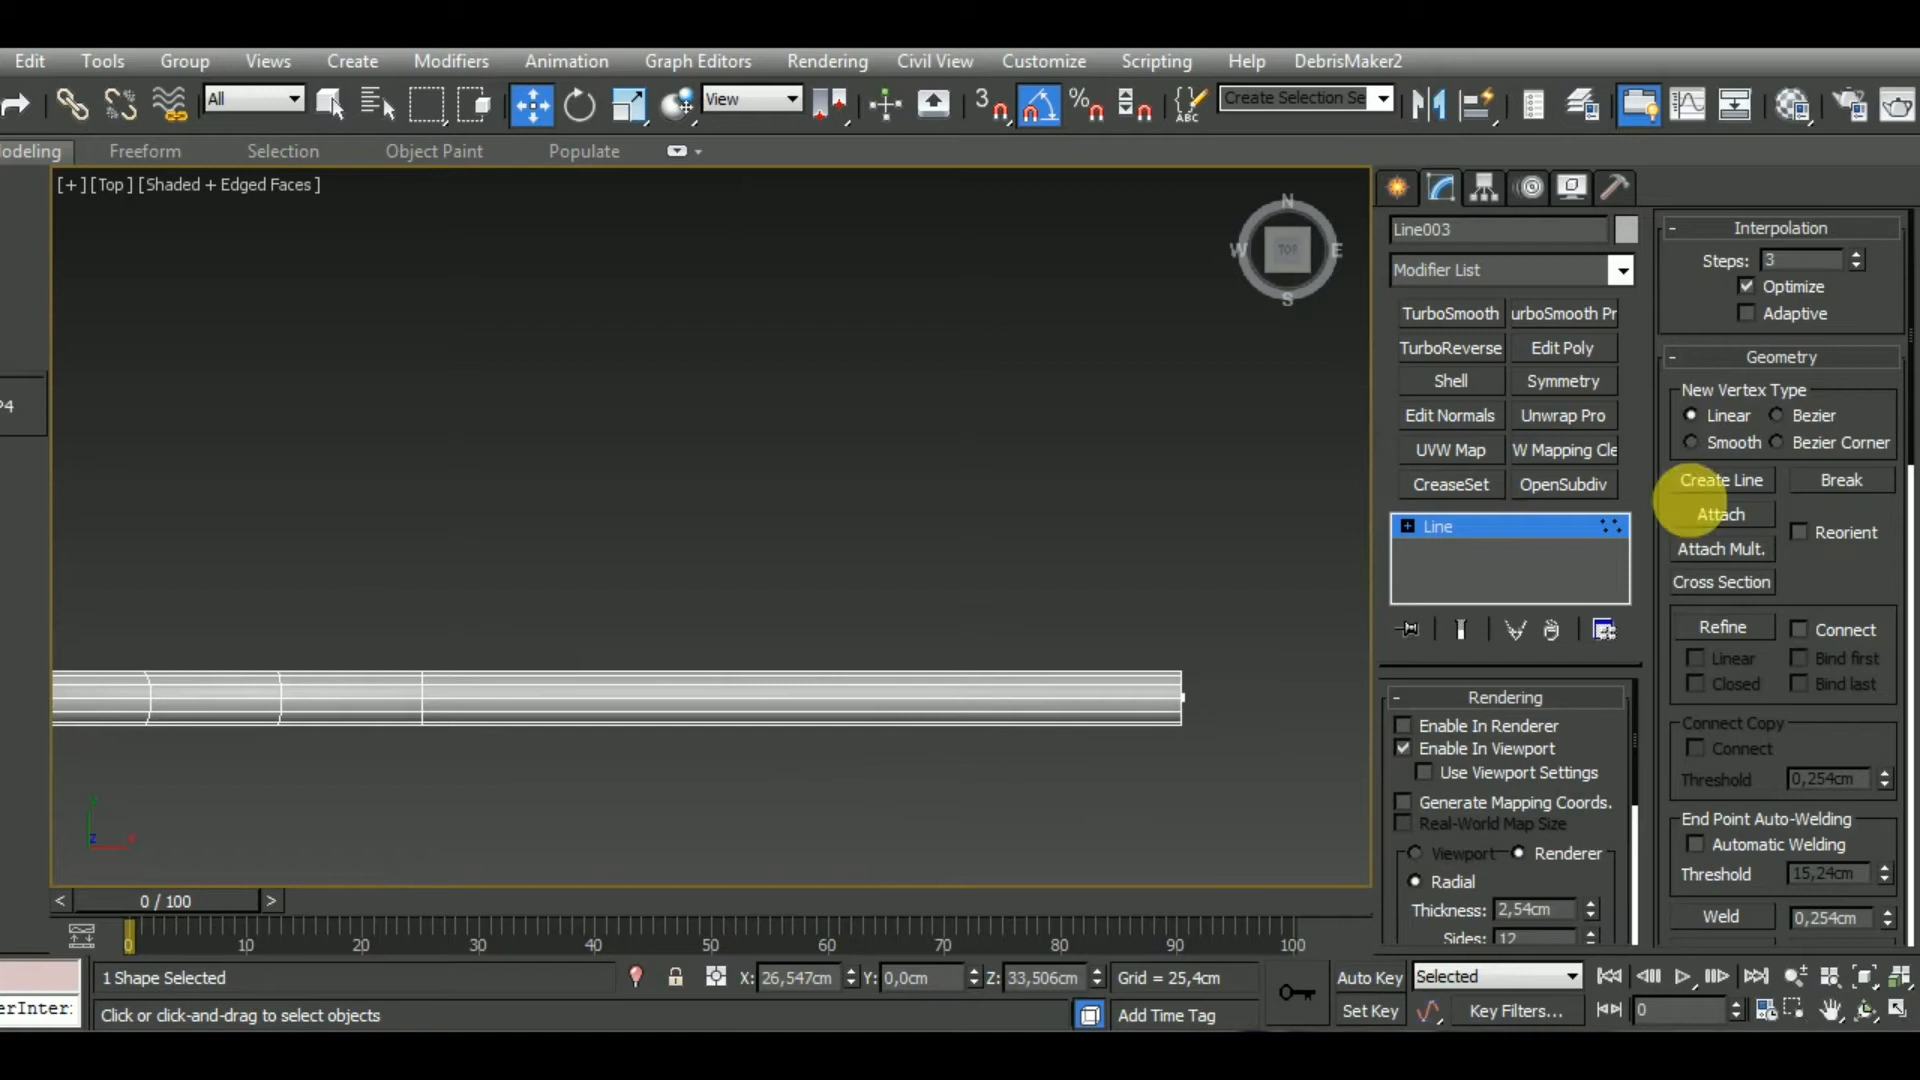 Edit Tools Group Views Create Modifiers Animation Graph Editors Rendering Civil View Customize Scripting Help DebrisMaker2
All View 3 % ABC Create Selection Se
odeling Freeform Selection Object Paint Populate
[+] [Top] [Shaded + Edged Faces]
N
W TOP E
S
P4
Line003
Modifier List
TurboSmooth urboSmooth Pr
TurboReverse Edit Poly
Shell Symmetry
Edit Normals Unwrap Pro
UVW Map W Mapping Cle
CreaseSet OpenSubdiv
Line
Rendering
Enable In Renderer
Enable In Viewport
Use Viewport Settings
Generate Mapping Coords.
Real-World Map Size
Viewport Renderer
Radial
Thickness: 2,54cm
Sides: 12
Interpolation
Steps: 3
Optimize
Adaptive
Geometry
New Vertex Type
Linear Bezier
Smooth Bezier Corner
Create Line Break
Attach
Reorient
Attach Mult.
Cross Section
Refine Connect
Linear Bind first
Closed Bind last
Connect Copy
Connect
Threshold 0,254cm
End Point Auto-Welding
Automatic Welding
Threshold 15,24cm
Weld 0,254cm
Y
Z X
< 0 / 100 >
0 10 20 30 40 50 60 70 80 90 100
1 Shape Selected X: 26,547cm Y: 0,0cm Z: 33,506cm Grid = 25,4cm Auto Key Selected
erInter: Click or click-and-drag to select objects Add Time Tag Set Key Key Filters... 0